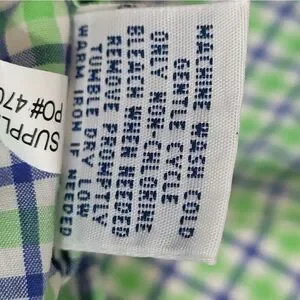 MACHINE WASH COLD
GENTLE CYCLE
ONLY NON-CHLORINE
BLEACH WHEN NEEDED
REMOVE PROMPTLY
TUMBLE DRY LOW
WARM IRON IF NEEDED
SUPPL
PO# 470